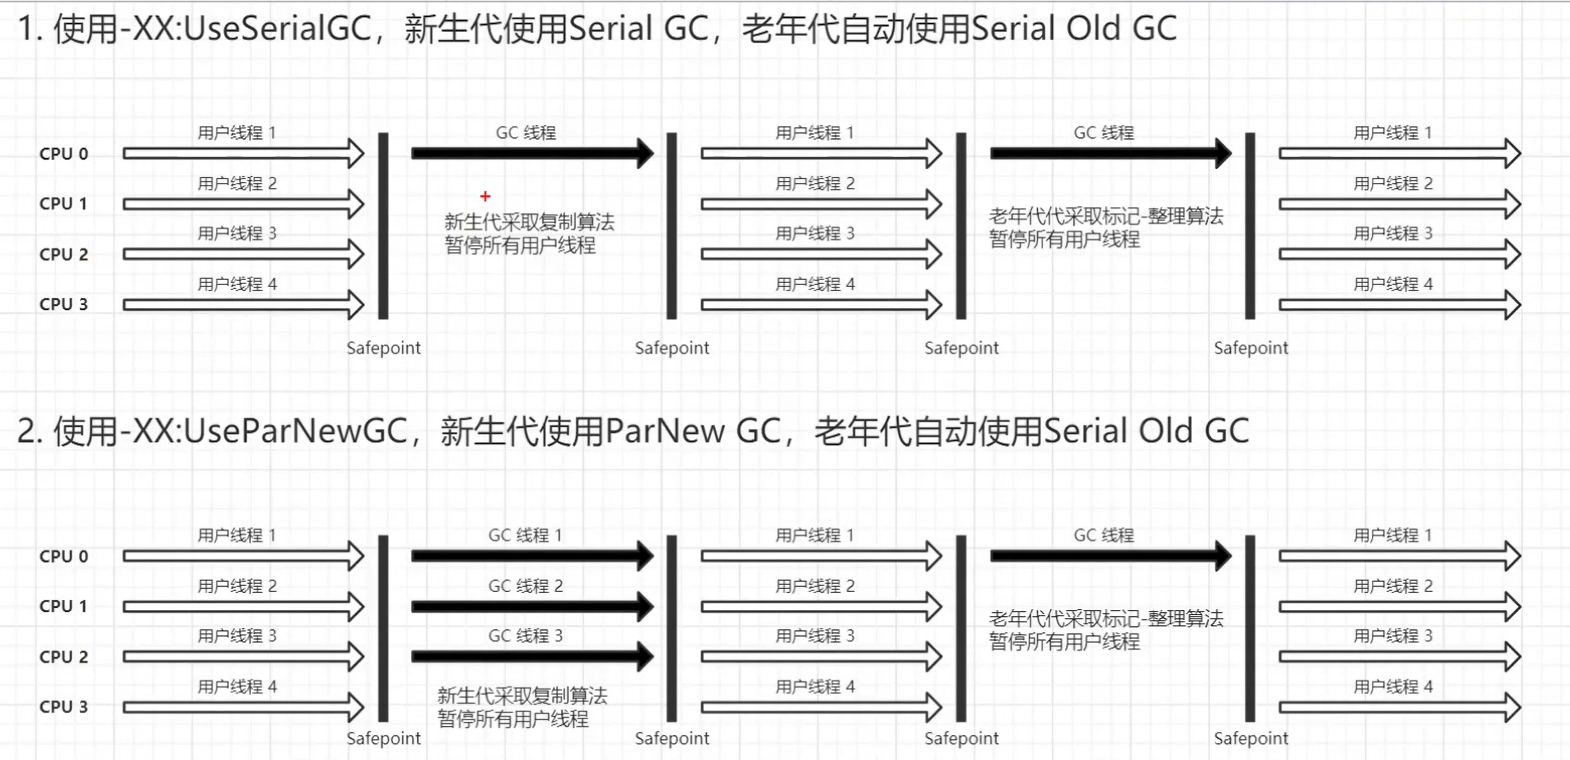 1. 使用-XX:UseSerialGC，新生代使用Serial GC，老年代自动使用Serial Old GC
用户线程 1
GC 线程
用户线程 1
GC 线程
用户线程 1
CPU 0
用户线程 2
用户线程 2
用户线程 2
CPU 1
新生代采取复制算法
暂停所有用户线程
老年代代采取标记-整理算法
暂停所有用户线程
用户线程 3
用户线程 3
用户线程 3
CPU 2
用户线程 4
用户线程 4
用户线程 4
CPU 3
Safepoint
Safepoint
Safepoint
Safepoint
2. 使用-XX:UseParNewGC，新生代使用ParNew GC，老年代自动使用Serial Old GC
用户线程 1
GC 线程 1
用户线程 1
GC 线程
用户线程 1
CPU 0
用户线程 2
GC 线程 2
用户线程 2
用户线程 2
CPU 1
老年代代采取标记-整理算法
暂停所有用户线程
用户线程 3
GC 线程 3
用户线程 3
用户线程 3
CPU 2
用户线程 4
新生代采取复制算法
暂停所有用户线程
用户线程 4
用户线程 4
CPU 3
Safepoint
Safepoint
Safepoint
Safepoint